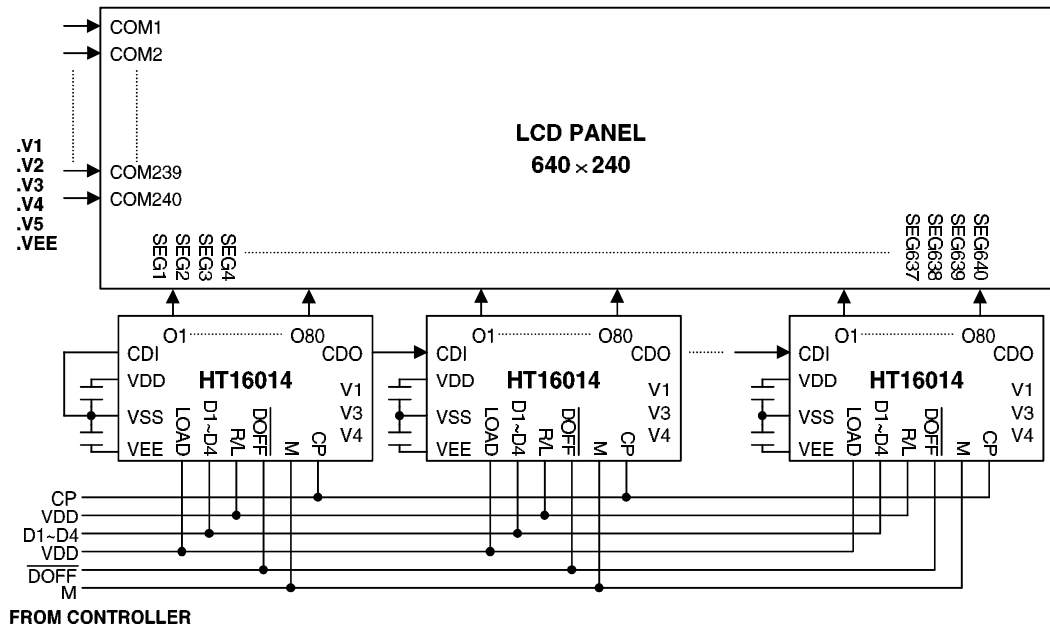 COM1
COM2
LCD PANEL
640 × 240
.V1
.V2
.V3
.V4
.V5
.VEE
COM239
COM240
SEG1
SEG2
SEG3
SEG4
SEG637
SEG638
SEG639
SEG640
O1 O80
CDI CDO
VDD
HT16014
V1
VSS
V3
VEE
V4
LOAD
D1~D4
R/L
DOFF
M
CP
O1 O80
CDI CDO
VDD
HT16014
V1
VSS
V3
VEE
V4
LOAD
D1~D4
R/L
DOFF
M
CP
O1 O80
CDI CDO
VDD
HT16014
V1
VSS
V3
VEE
V4
LOAD
D1~D4
R/L
DOFF
M
CP
CP
VDD
D1~D4
VDD
DOFF
M
FROM CONTROLLER